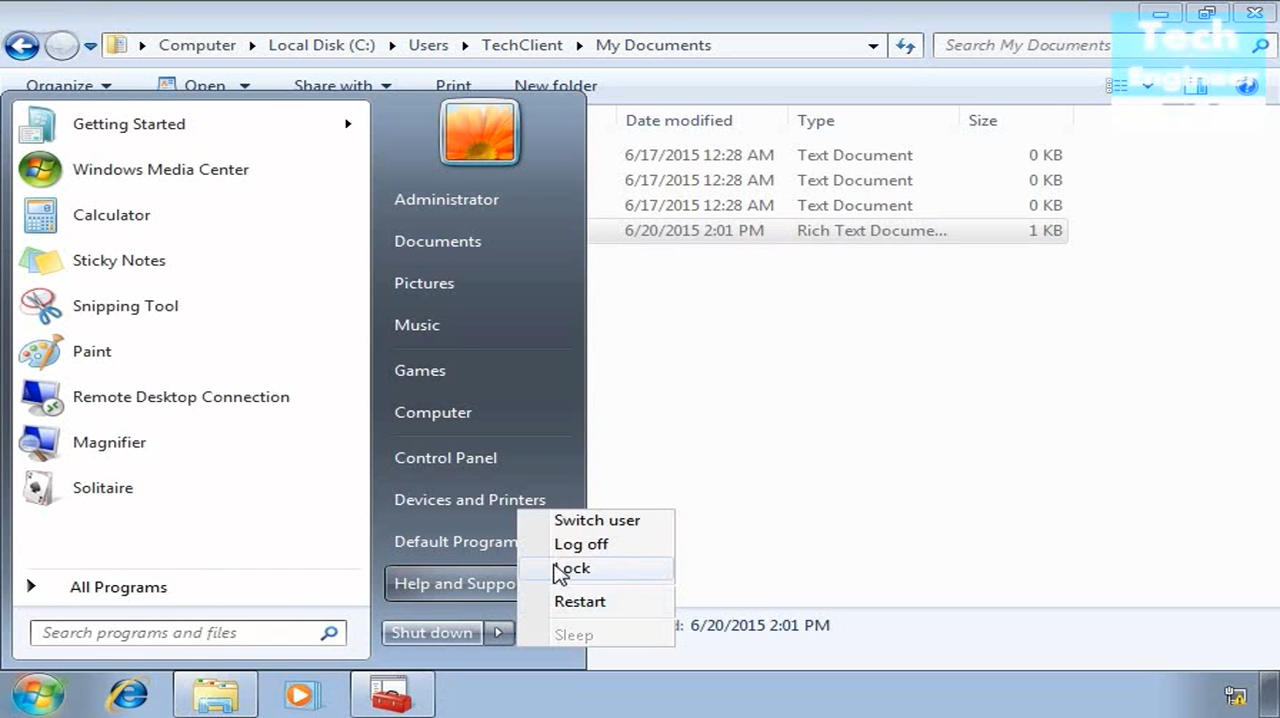 Computer Local Disk (C:) Users TechClient My Documents
Search My Documents
Tech
Engineer
Organize Open Share with Print New folder
Getting Started
Windows Media Center
Calculator
Sticky Notes
Snipping Tool
Paint
Remote Desktop Connection
Magnifier
Solitaire
All Programs
Search programs and files
Administrator
Documents
Pictures
Music
Games
Computer
Control Panel
Devices and Printers
Default Program
Help and Suppo
Shut down
Switch user
Log off
Lock
Restart
Sleep
Date modified Type Size
6/17/2015 12:28 AM Text Document 0 KB
6/17/2015 12:28 AM Text Document 0 KB
6/17/2015 12:28 AM Text Document 0 KB
6/20/2015 2:01 PM Rich Text Docume... 1 KB
d: 6/20/2015 2:01 PM